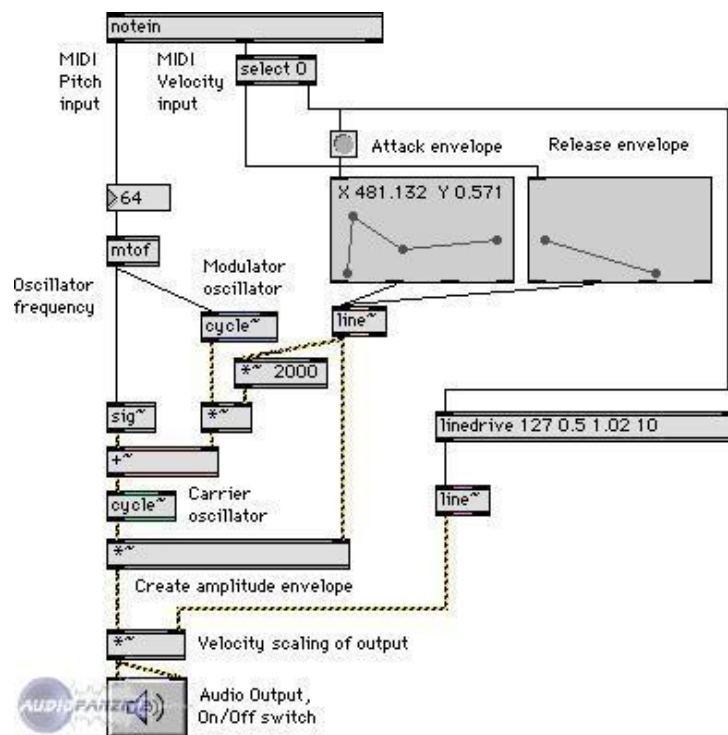 notein
MIDI
Pitch
input
MIDI
Velocity
input
select 0
Attack envelope
Release envelope
X 481.132 Y 0.571
64
mtof
Oscillator
frequency
Modulator
oscillator
cycle~
line~
*~ 2000
sig~
*~
linedrive 127 0.5 1.02 10
+~
cycle~
Carrier
oscillator
line~
*~
Create amplitude envelope
*~
Velocity scaling of output
Audio Output,
On/Off switch